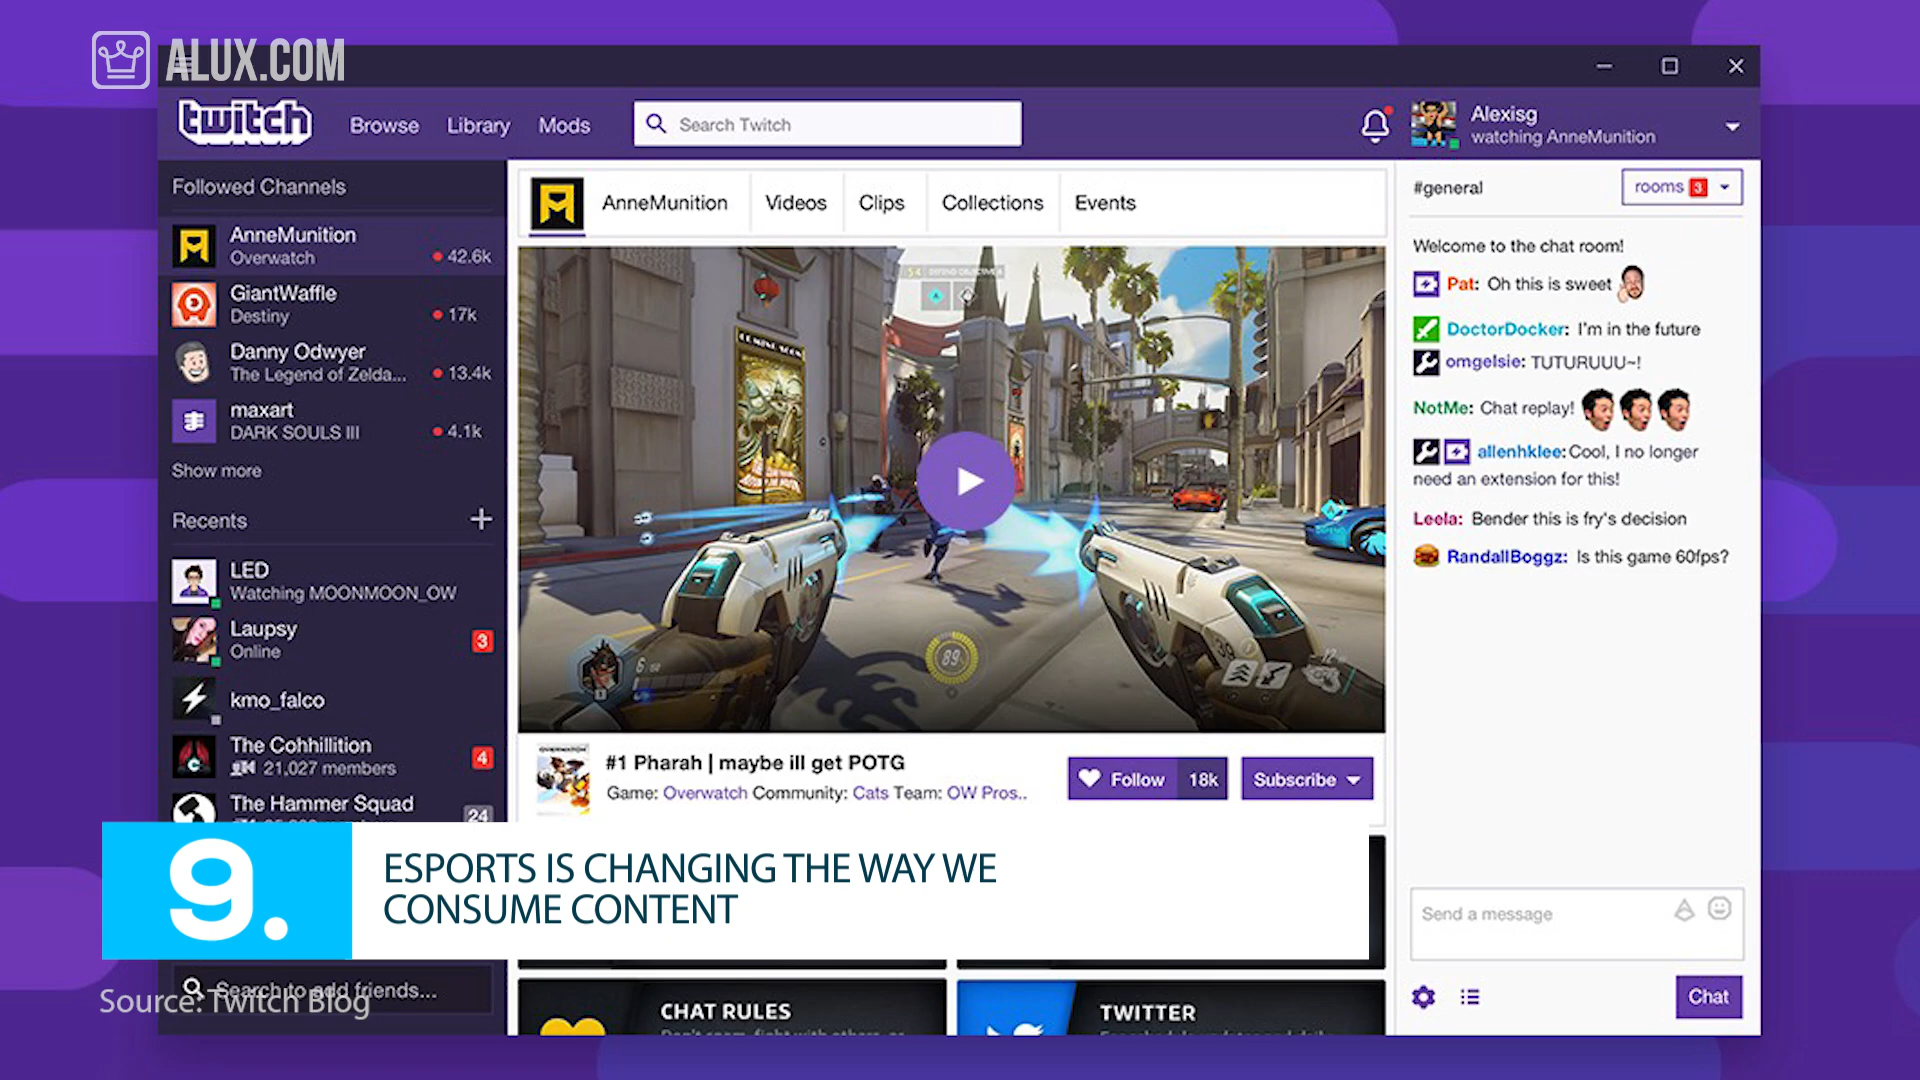 ALUX.COM
twitch
Browse
Library
Mods
Search Twitch
Alexisg
watching AnneMunition
Followed Channels
AnneMunition
Overwatch
42.6k
GiantWaffle
Destiny
17k
Danny Odwyer
The Legend of Zelda...
13.4k
maxart
DARK SOULS III
4.1k
Show more
Recents
LED
Watching MOONMOON_OW
Laupsy
Online
3
kmo_falco
The Cohhillition
21,027 members
4
The Hammer Squad
24
Search to add friends...
Source: Twitch Blog
AnneMunition
Videos
Clips
Collections
Events
COMING SOON
89
#1 Pharah | maybe ill get POTG
Game: Overwatch Community: Cats Team: OW Pros..
Follow
18k
Subscribe
9.
ESPORTS IS CHANGING THE WAY WE
CONSUME CONTENT
CHAT RULES
TWITTER
#general
rooms 3
Welcome to the chat room!
Pat: Oh this is sweet
DoctorDocker: I'm in the future
omgelsie: TUTURUUU~!
NotMe: Chat replay!
allenhklee: Cool, I no longer
need an extension for this!
Leela: Bender this is fry's decision
RandallBoggz: Is this game 60fps?
Send a message
Chat